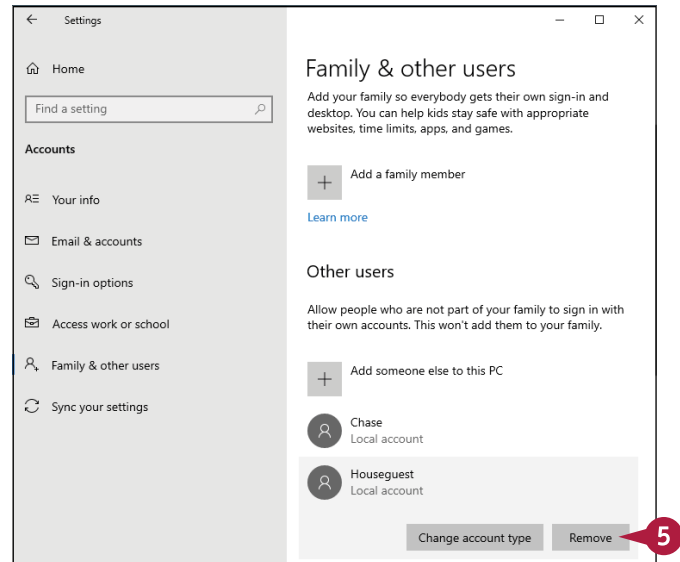 Settings
Home
Find a setting
Accounts
Your info
Email & accounts
Sign-in options
Access work or school
Family & other users
Sync your settings
Family & other users
Add your family so everybody gets their own sign-in and
desktop. You can help kids stay safe with appropriate
websites, time limits, apps, and games.
Add a family member
Learn more
Other users
Allow people who are not part of your family to sign in with
their own accounts. This won't add them to your family.
Add someone else to this PC
Chase
Local account
Houseguest
Local account
Change account type
Remove
5